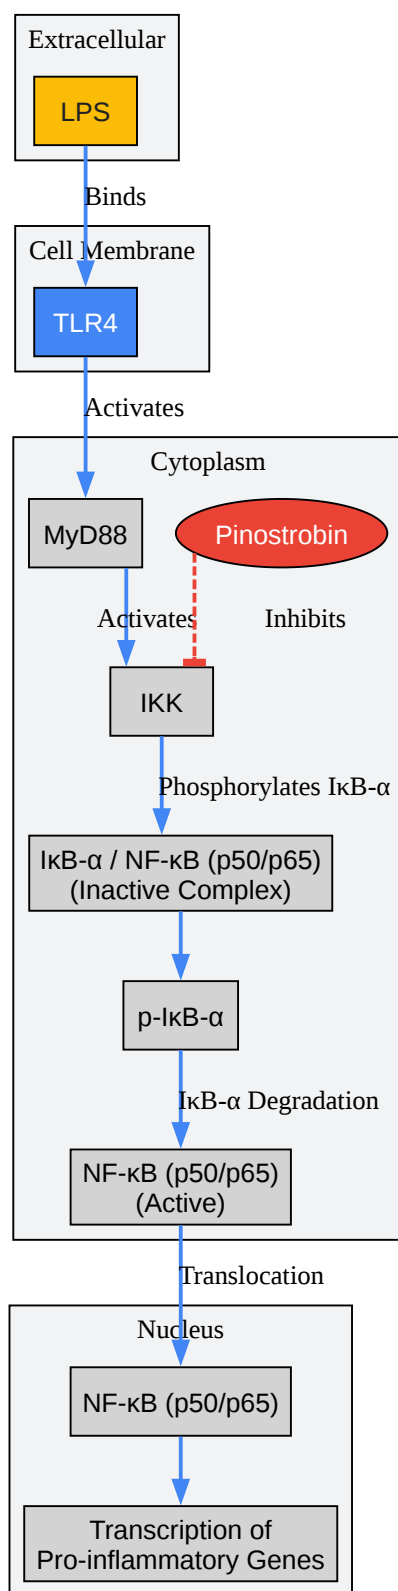 Extracellular
LPS
Binds
Cell Membrane
TLR4
Activates
Cytoplasm
MyD88
Pinostrobin
Activates
Inhibits
IKK
Phosphorylates IκB-α
IκB-α / NF-κB (p50/p65)
(Inactive Complex)
p-IκB-α
IκB-α Degradation
NF-κB (p50/p65)
(Active)
Translocation
Nucleus
NF-κB (p50/p65)
Transcription of
Pro-inflammatory Genes